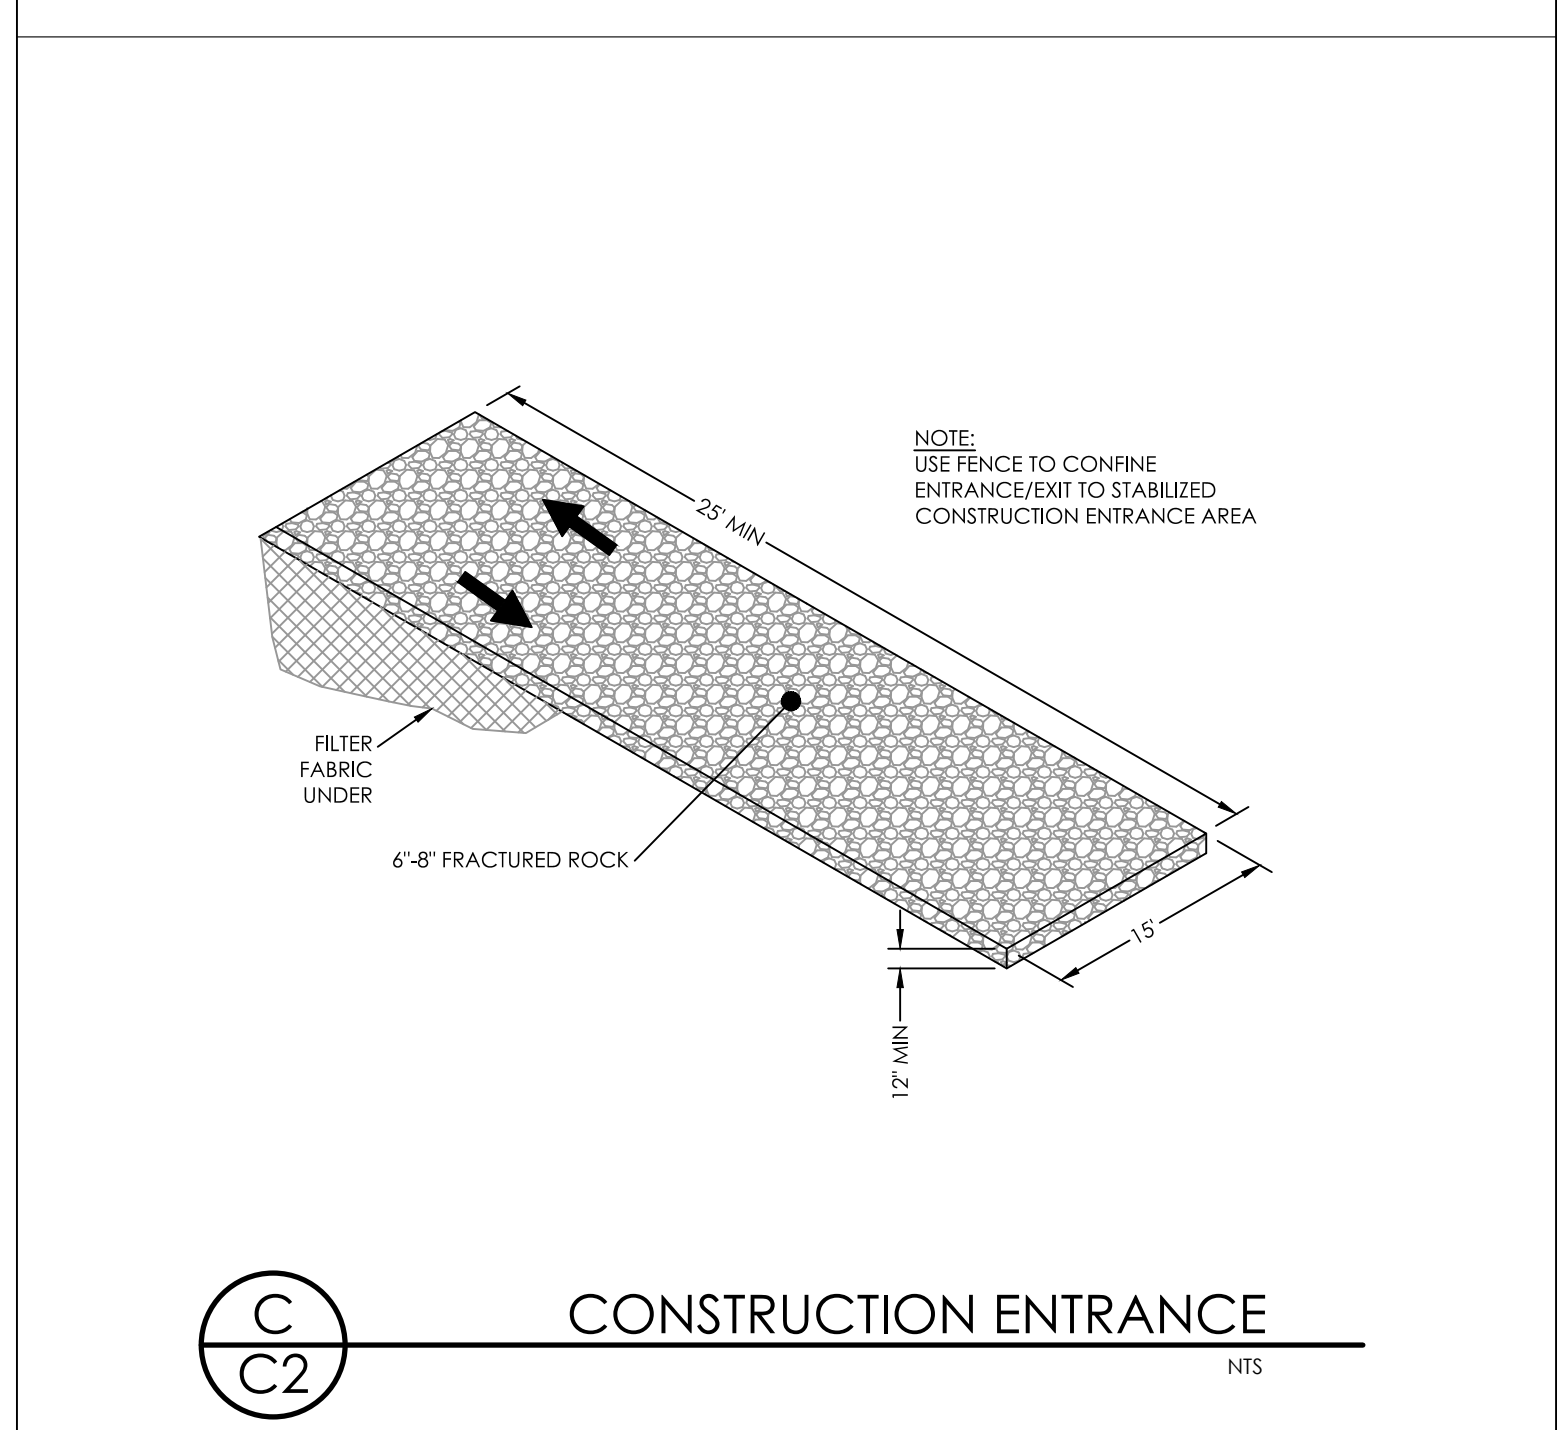 NOTE:
USE FENCE TO CONFINE
ENTRANCE/EXIT TO STABILIZED
CONSTRUCTION ENTRANCE AREA
25' MIN
FILTER
FABRIC
UNDER
6"-8" FRACTURED ROCK
15'
12" MIN
C
C2
CONSTRUCTION ENTRANCE
NTS